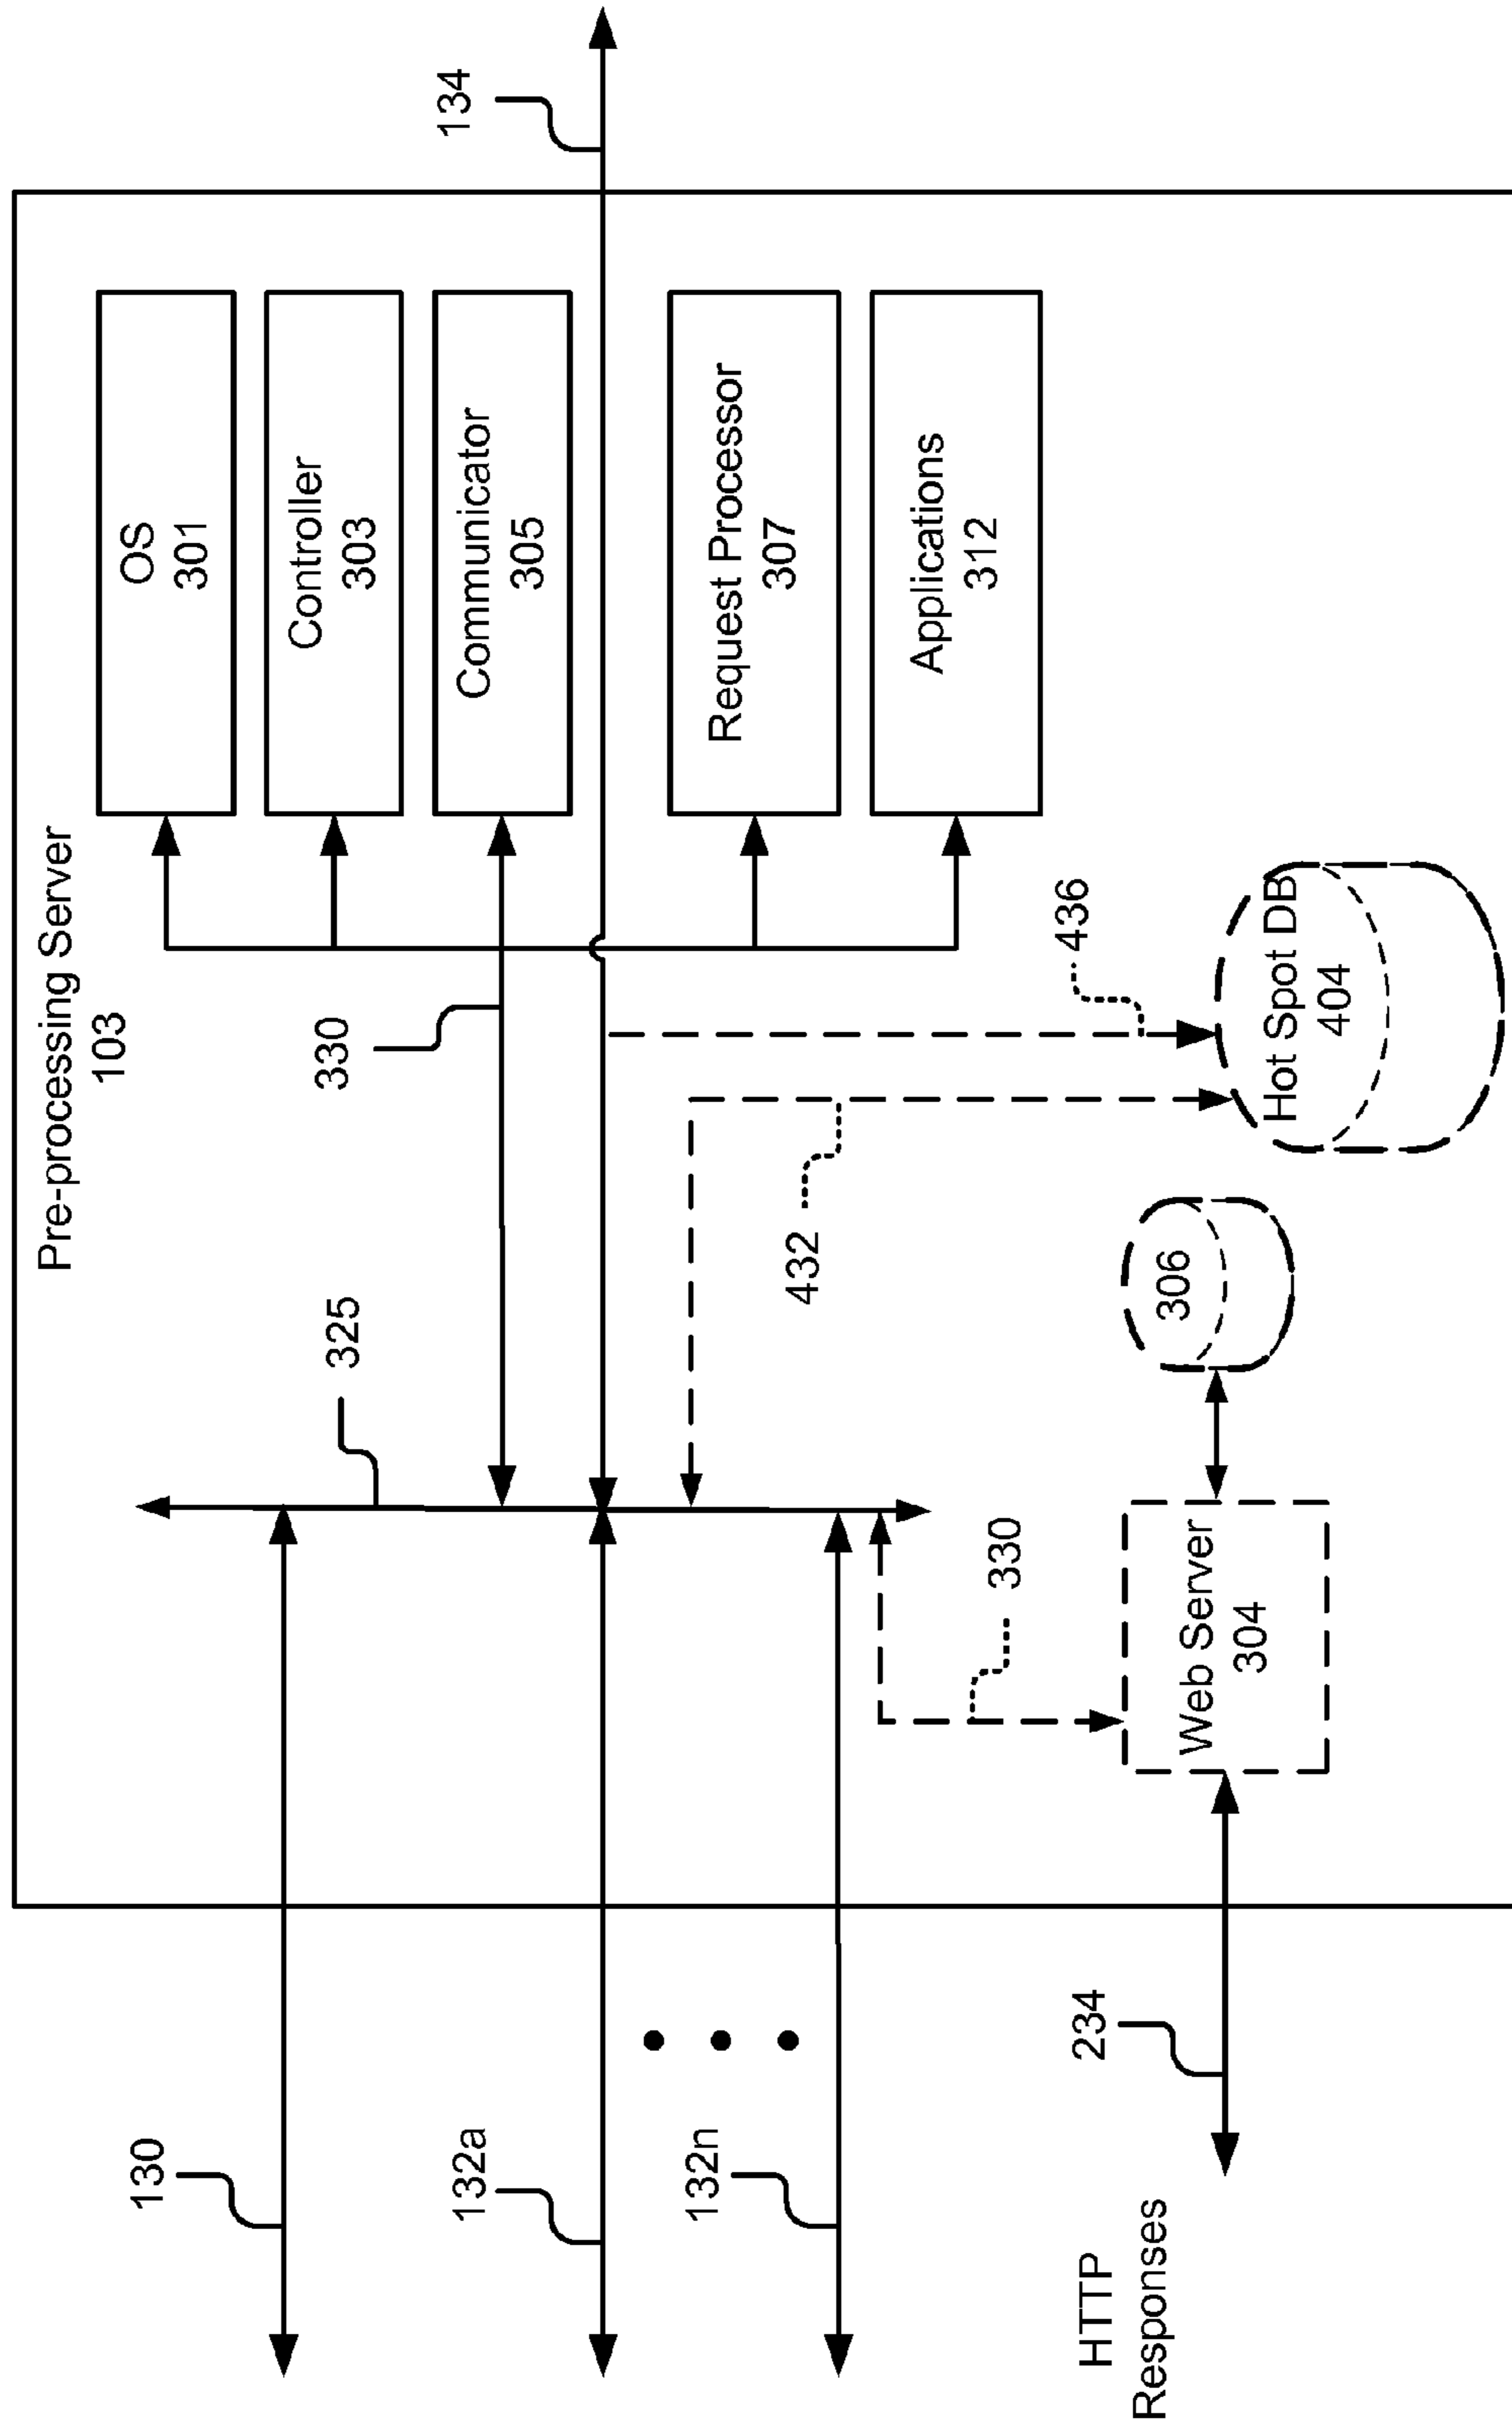 Pre-processing Server
103
OS
301
Controller
303
Communicator
305
Request Processor
307
Applications
312
134
330
325
130
132a
132n
432
436
Hot Spot DB
404
306
330
Web Server
304
234
HTTP
Responses